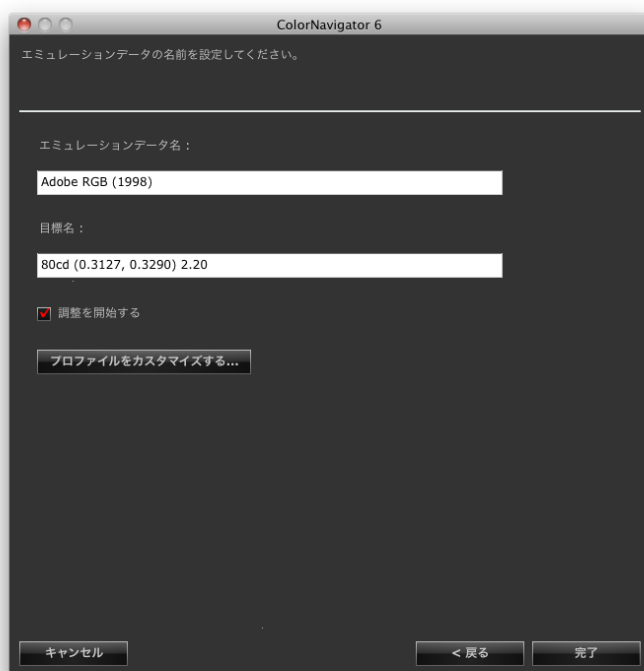 ColorNavigator 6
エミュレーションデータの名前を設定してください。
エミュレーションデータ名：
Adobe RGB (1998)
目標名：
80cd (0.3127, 0.3290) 2.20
調整を開始する
プロファイルをカスタマイズする...
キャンセル
< 戻る
完了